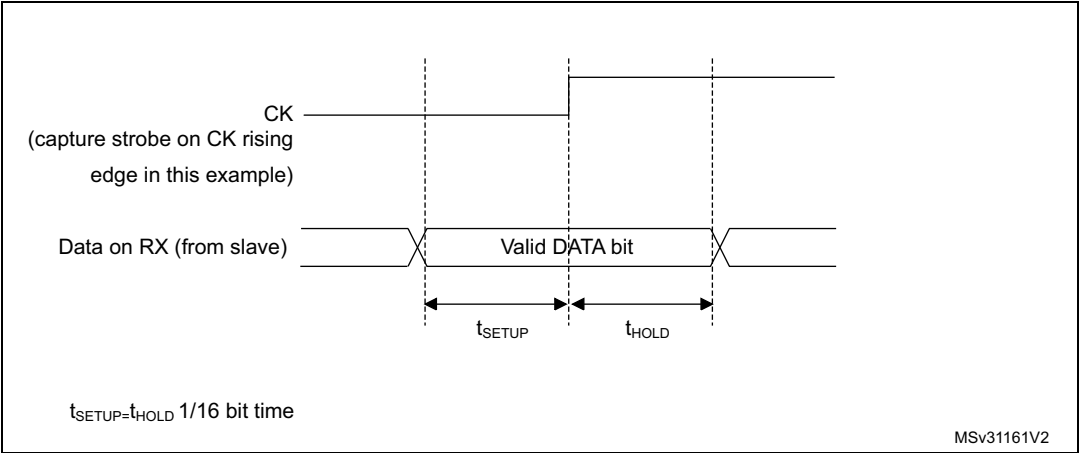 CK
(capture strobe on CK rising
edge in this example)
Data on RX (from slave)
Valid DATA bit
tSETUP
tHOLD
tSETUP=tHOLD 1/16 bit time
MSv31161V2